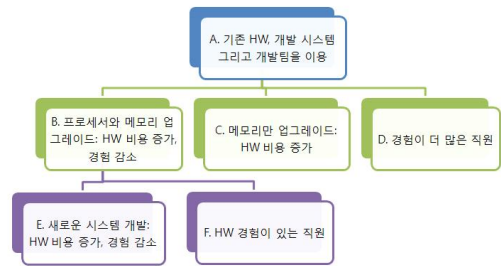 A. 기존 HW, 개발 시스템
그리고 개발팀을 이용
B. 프로세서와 메모리 업
그레이드: HW 비용 증가,
경험 감소
C. 메모리만 업그레이드:
HW 비용 증가
D. 경험이 더 많은 직원
E. 새로운 시스템 개발:
HW 비용 증가, 경험 감소
F. HW 경험이 있는 직원